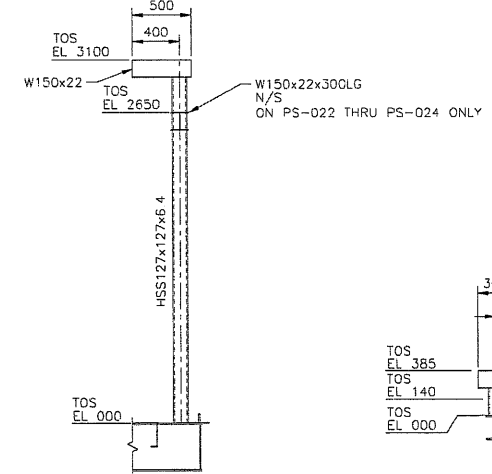 500
400
TOS
EL 3100
W150x22
TOS
EL 2650
W150x22x30GLG
N/S
ON PS-022 THRU PS-024 ONLY
HSS127x127x6 4
TOS
EL 000
TOS
EL 385
TOS
EL 140
TOS
EL 000